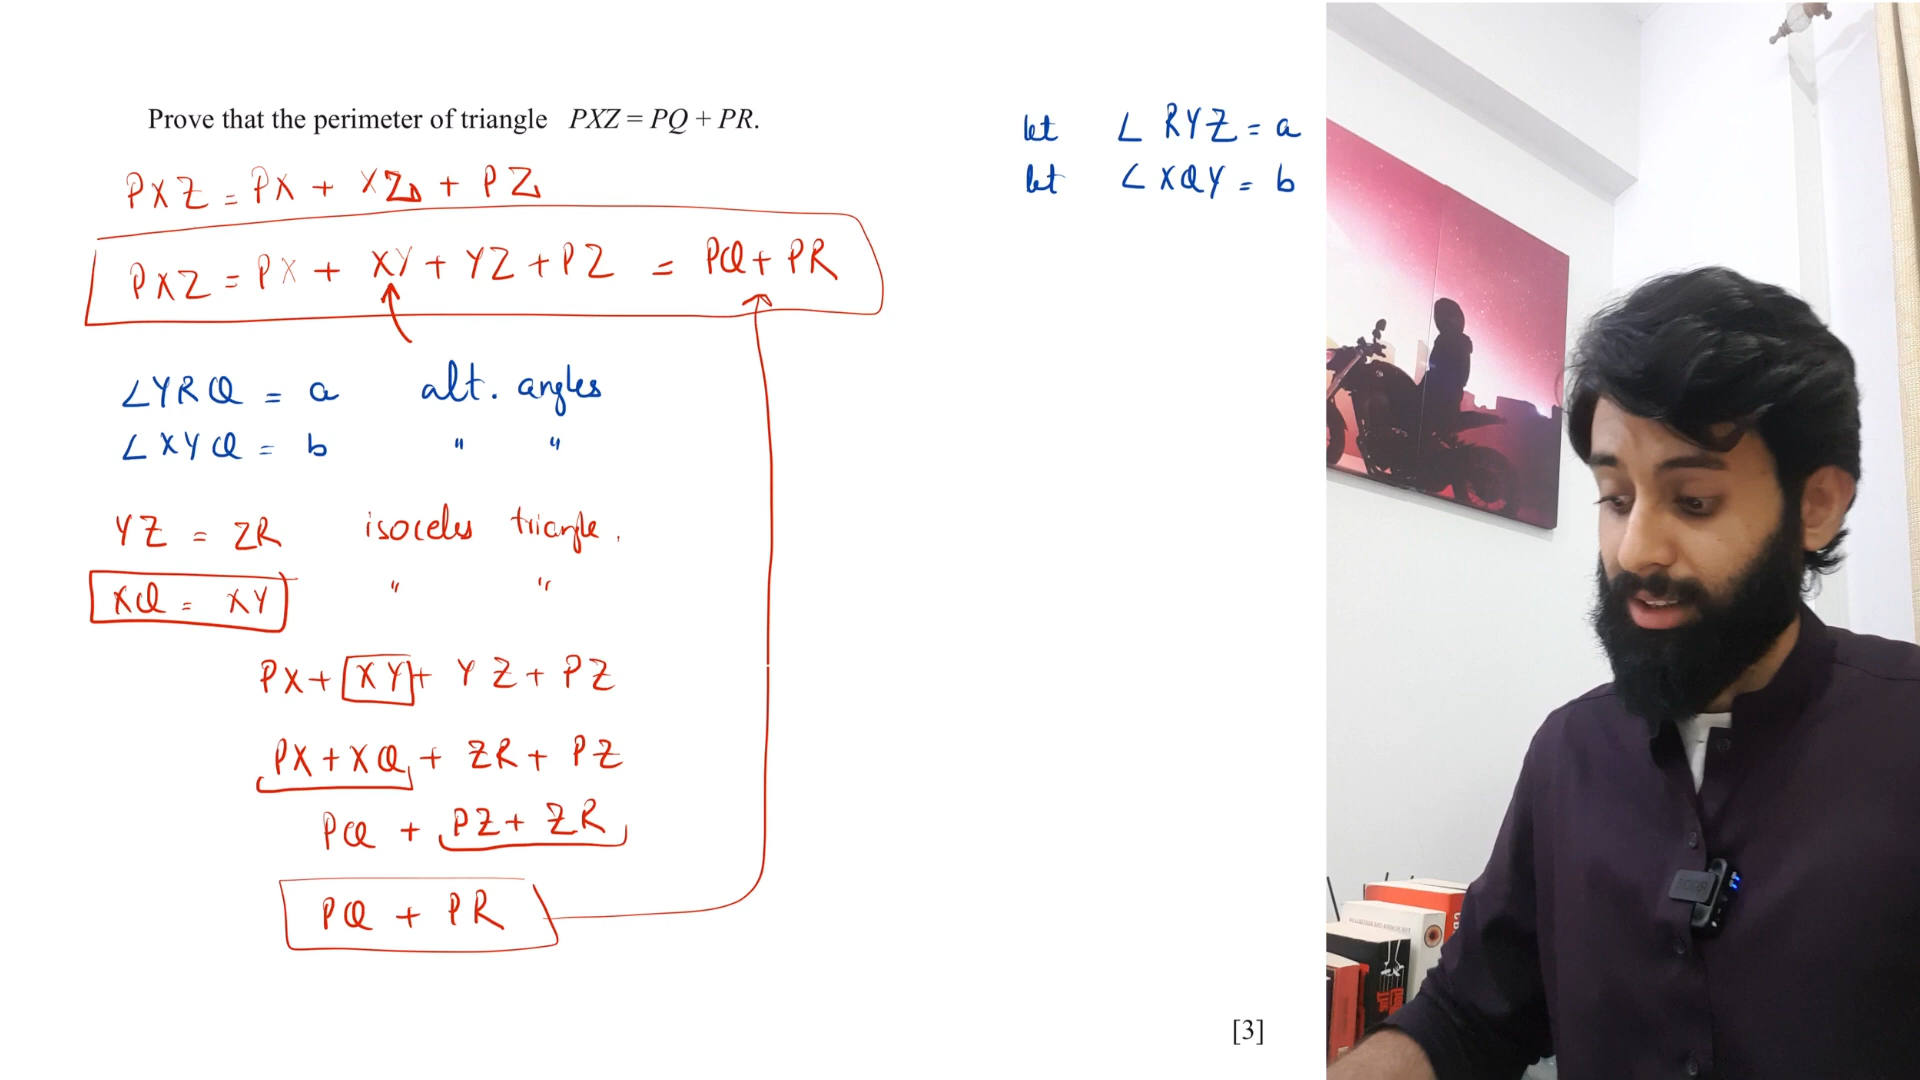 Prove that the perimeter of triangle PXZ = PQ + PR.
PXZ = PX + XZ + PZ
PXZ = PX + XY + YZ + PZ = PQ + PR
∠YRQ = a alt. angles
∠XYQ = b " "
YZ = ZR isoceles triangle.
XQ = XY " "
PX + XY + YZ + PZ
PX + XQ + ZR + PZ
PQ + PZ + ZR
PQ + PR
[3]
let ∠RYZ = a
let ∠XQY = b